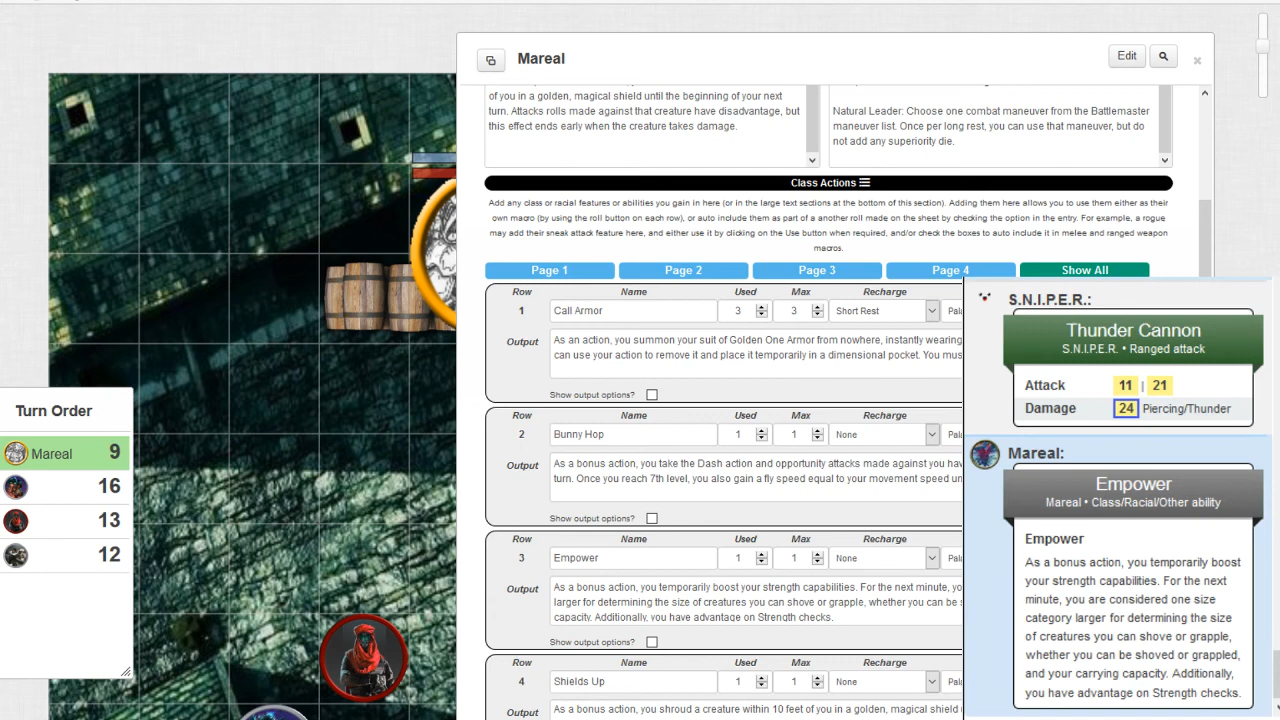 Mareal
Edit
of you in a golden, magical shield until the beginning of your next
turn. Attacks rolls made against that creature have disadvantage, but
this effect ends early when the creature takes damage.
Natural Leader: Choose one combat maneuver from the Battlemaster
maneuver list. Once per long rest, you can use that maneuver, but do
not add any superiority die.
Class Actions
Add any class or racial features or abilities you gain in here (or in the large text sections at the bottom of this section). Adding them here allows you to use them either as their
own macro (by using the roll button on each row), or auto include them as part of a another roll made on the sheet by checking the option in the entry. For example, a rogue
may add their sneak attack feature here, and either use it by clicking on the Use button when required, and/or check the boxes to auto include it in melee and ranged weapon
macros.
Page 1 Page 2 Page 3 Page 4 Show All
Row Name Used Max Recharge
1 Call Armor 3 3 Short Rest Pala
Output As an action, you summon your suit of Golden One Armor from nowhere, instantly wearing
can use your action to remove it and place it temporarily in a dimensional pocket. You mus
Show output options?
Row Name Used Max Recharge
2 Bunny Hop 1 1 None Pala
Output As a bonus action, you take the Dash action and opportunity attacks made against you hav
turn. Once you reach 7th level, you also gain a fly speed equal to your movement speed un
Show output options?
Row Name Used Max Recharge
3 Empower 1 1 None Pala
Output As a bonus action, you temporarily boost your strength capabilities. For the next minute, yo
larger for determining the size of creatures you can shove or grapple, whether you can be s
capacity. Additionally, you have advantage on Strength checks.
Show output options?
Row Name Used Max Recharge
4 Shields Up 1 1 None Pala
Output As a bonus action, you shroud a creature within 10 feet of you in a golden, magical shield
Turn Order
Mareal 9
16
13
12
S.N.I.P.E.R.:
Thunder Cannon
S.N.I.P.E.R. • Ranged attack
Attack 11 | 21
Damage 24 Piercing/Thunder
Mareal:
Empower
Mareal • Class/Racial/Other ability
Empower
As a bonus action, you temporarily boost
your strength capabilities. For the next
minute, you are considered one size
category larger for determining the size
of creatures you can shove or grapple,
whether you can be shoved or grappled,
and your carrying capacity. Additionally,
you have advantage on Strength checks.